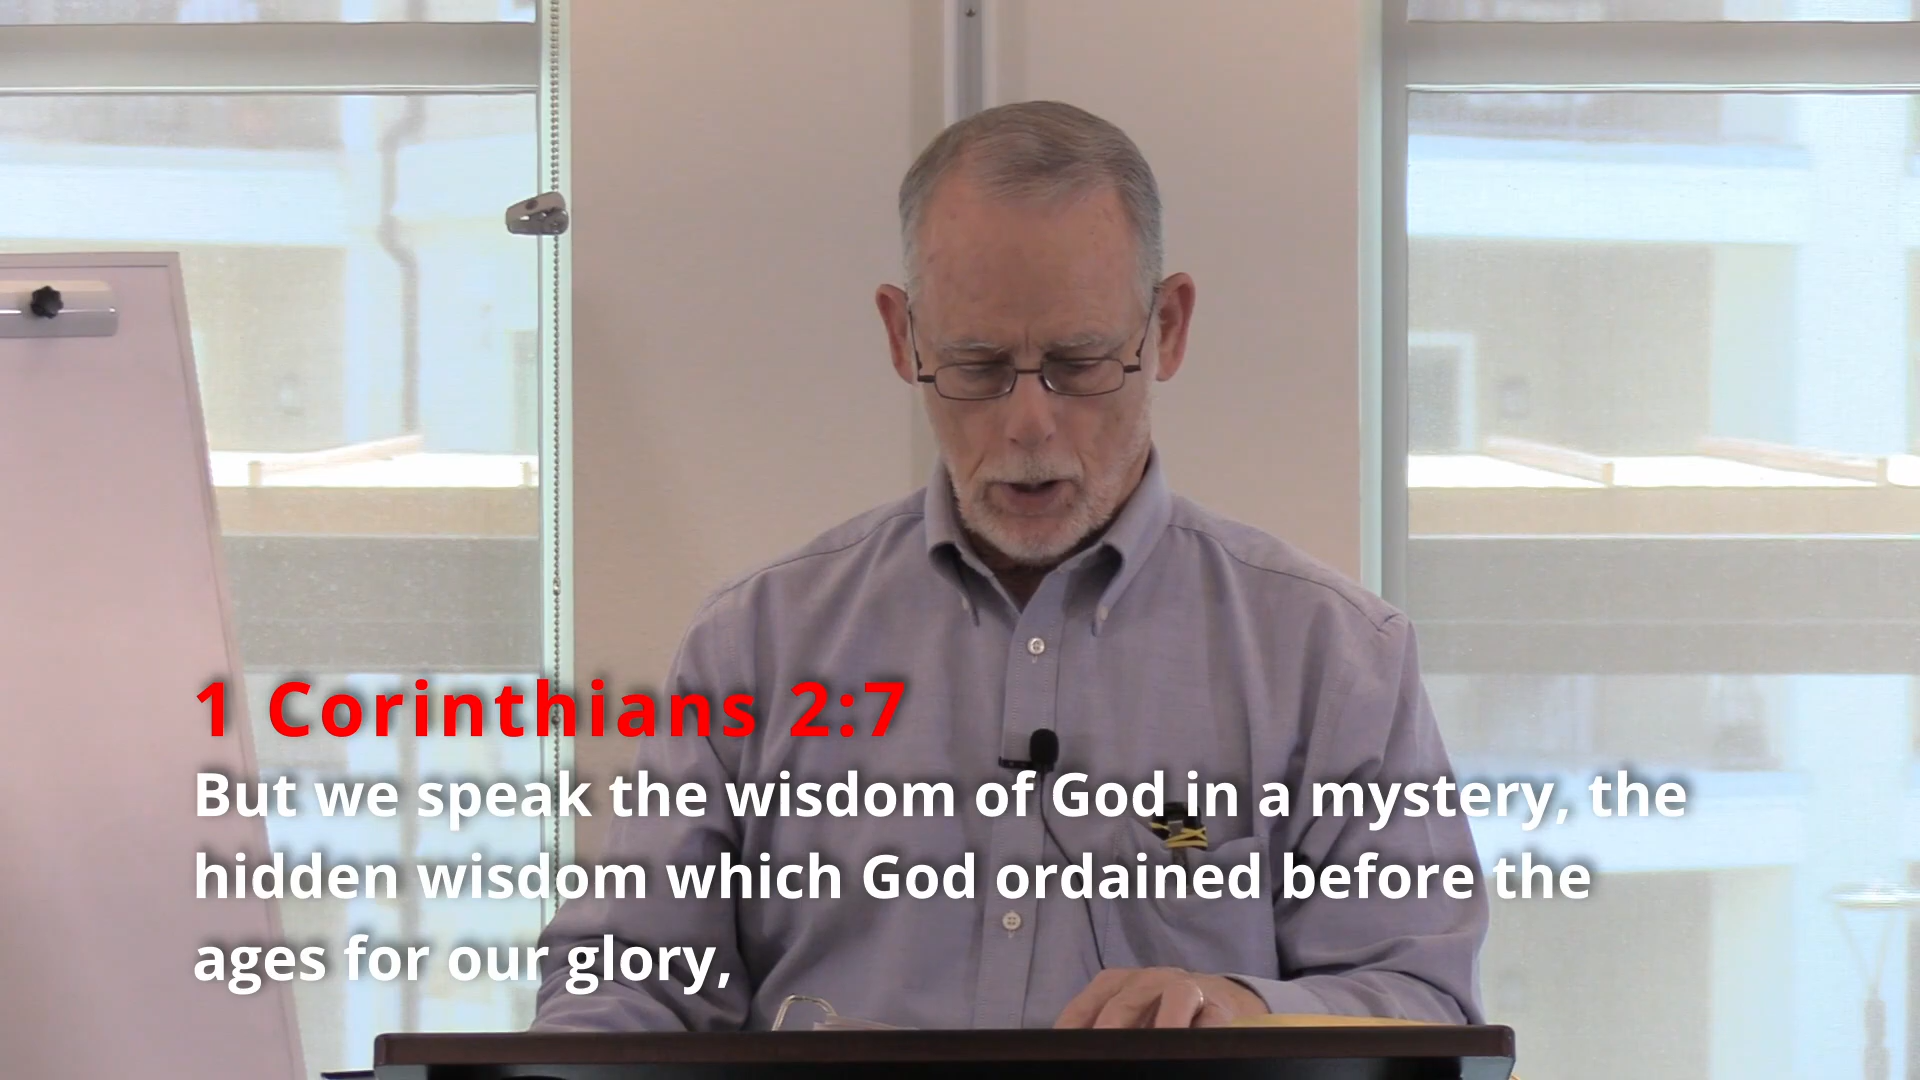 1 Corinthians 2:7
But we speak the wisdom of God in a mystery, the
hidden wisdom which God ordained before the
ages for our glory,